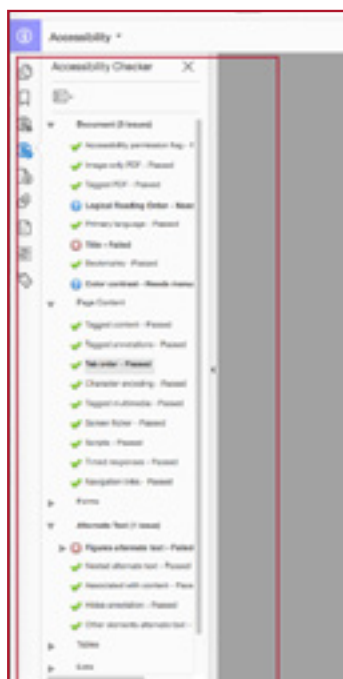 Accessibility
Accessibility Checker
Document (3 issues)
Accessibility permission flag - 
Image-only PDF - Passed
Tagged PDF - Passed
Logical Reading Order - 
Primary language - Passed
Title - Failed
Bookmarks - Passed
Color contrast - Needs
Page Content
Tagged content - Passed
Tagged annotations - Passed
Tab order - Passed
Character encoding - Passed
Tagged multimedia - Passed
Screen flicker - Passed
Scripts - Passed
Timed responses - Passed
Navigation links - Passed
Forms
Alternate Text (1 issue)
Figures alternate text - Failed
Nested alternate text - Passed
Associated with content -
Hides annotation - Passed
Other elements alternate text -
Tables
Lists